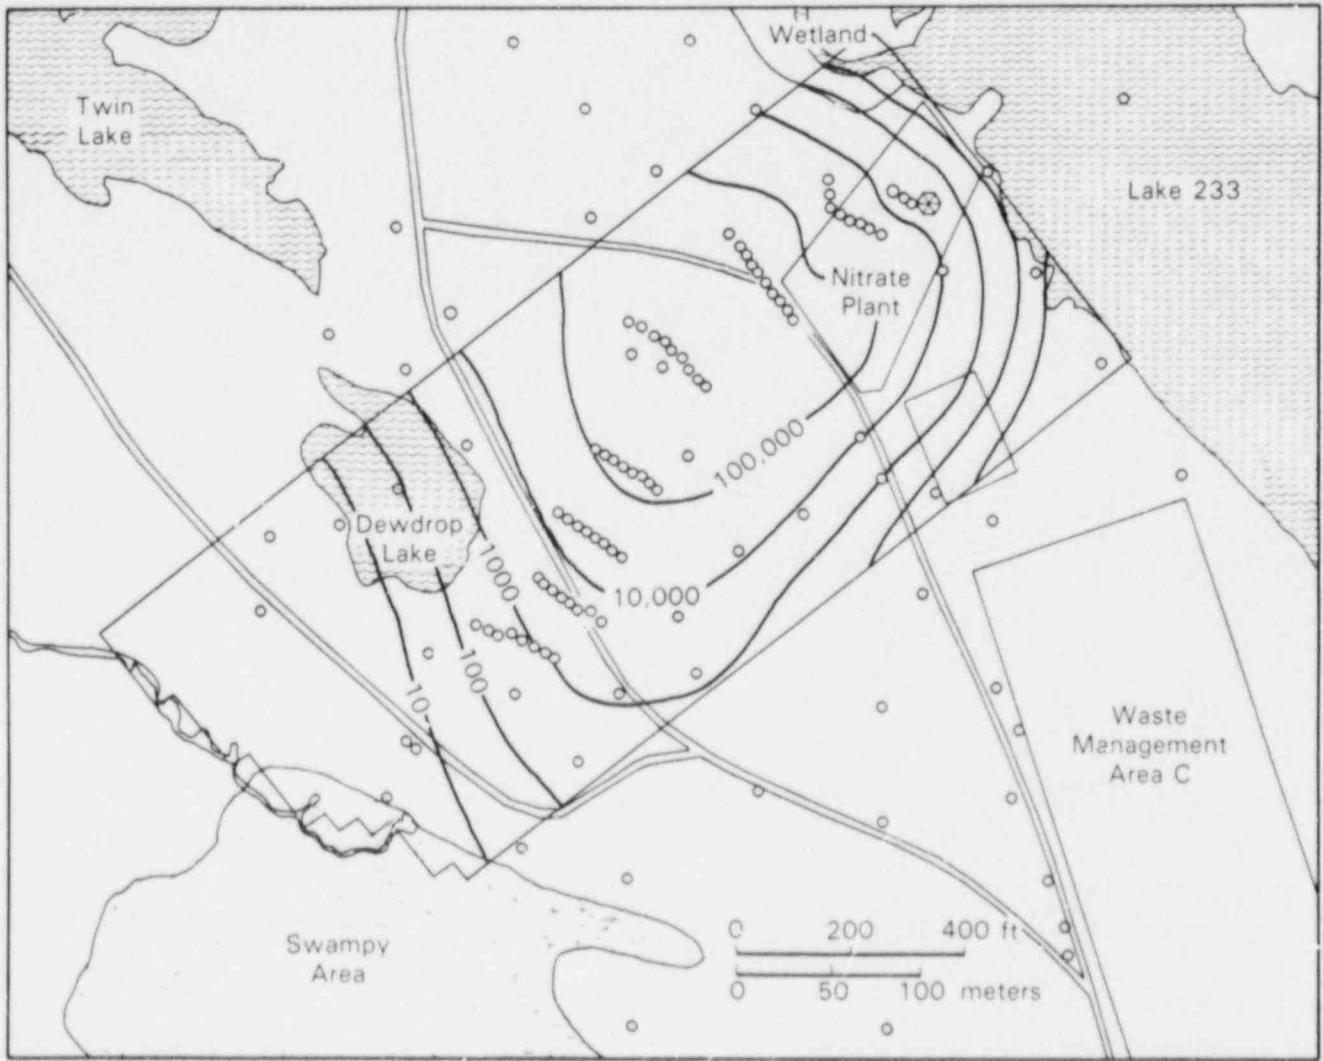 H
Wetland
Twin
Lake
Lake 233
Nitrate
Plant
100,000
Dewdrop
Lake
1000
10,000
100
10
Waste
Management
Area C
Swampy
Area
0 200 400 ft
0 50 100 meters